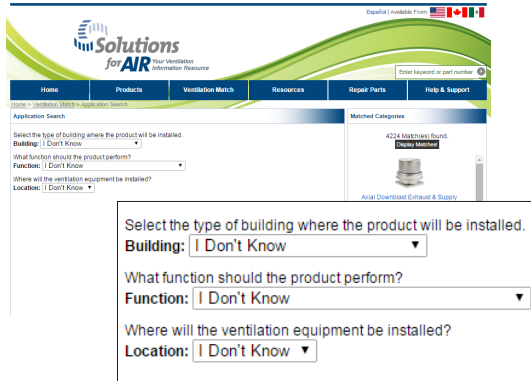 Español | Available From:
Solutions
for AIR Your Ventilation
Information Resource
Enter keyword or part number
Home Products Ventilation Match Resources Repair Parts Help & Support
Home > Ventilation Match > Application Search
Application Search
Select the type of building where the product will be installed.
Building: I Don't Know
What function should the product perform?
Function: I Don't Know
Where will the ventilation equipment be installed?
Location: I Don't Know
Matched Categories
4224 Match(es) found.
Display Matches!
Axial Downblast Exhaust & Supply
Select the type of building where the product will be installed.
Building: I Don't Know
What function should the product perform?
Function: I Don't Know
Where will the ventilation equipment be installed?
Location: I Don't Know